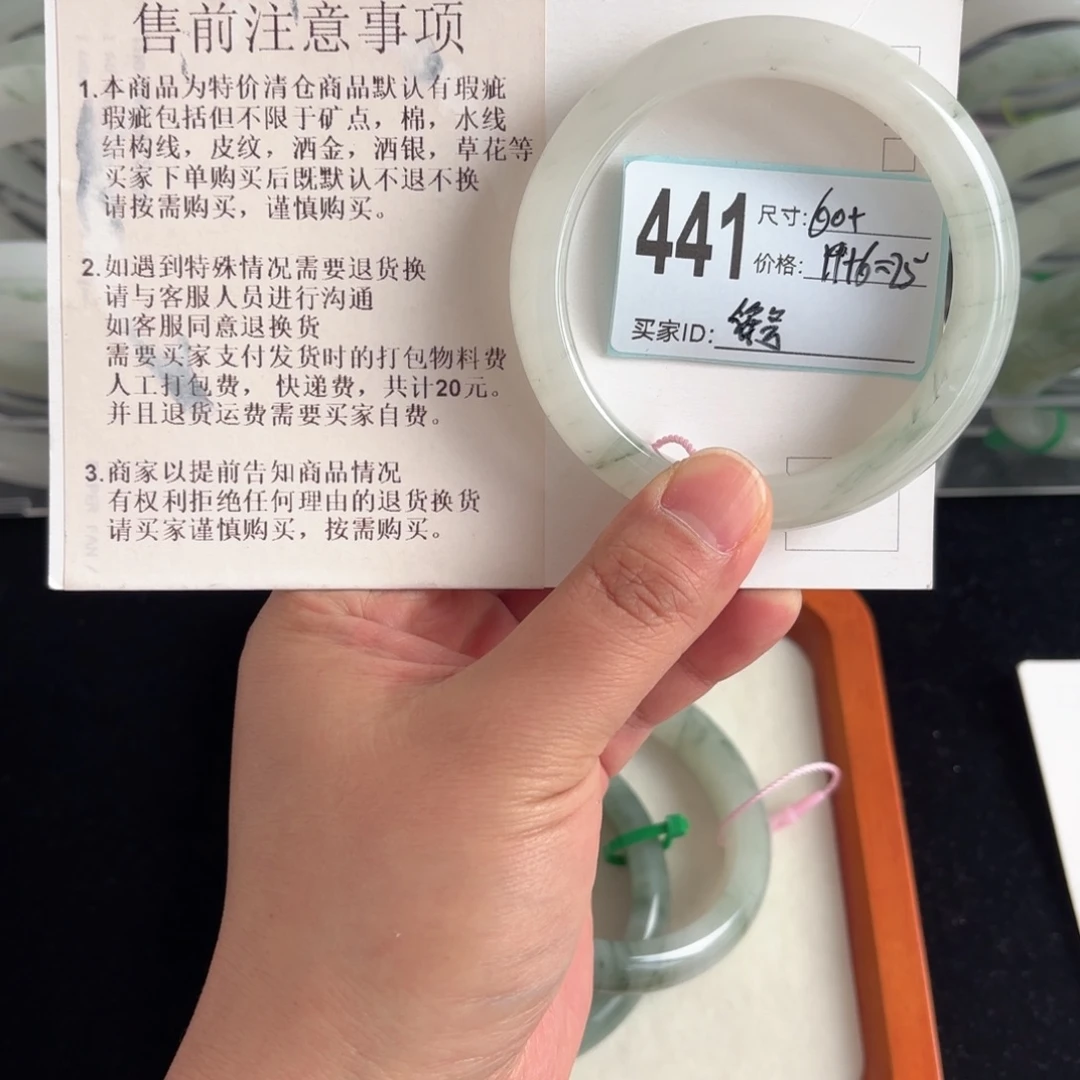 售前注意事项
1.本商品为特价清仓商品默认有瑕疵
瑕疵包括但不限于矿点，棉，水线
结构线，皮纹，洒金，洒银，草花等
买家下单购买后既默认不退不换
请按需购买，谨慎购买。
2.如遇到特殊情况需要退货换
请与客服人员进行沟通
如客服同意退换货
需要买家支付发货时的打包物料费
人工打包费， 快递费，共计20元。
并且退货运费需要买家自费。
3.商家以提前告知商品情况
有权利拒绝任何理由的退货换货
请买家谨慎购买，按需购买。
441
尺寸:60+
价格:19+6=25
买家ID: